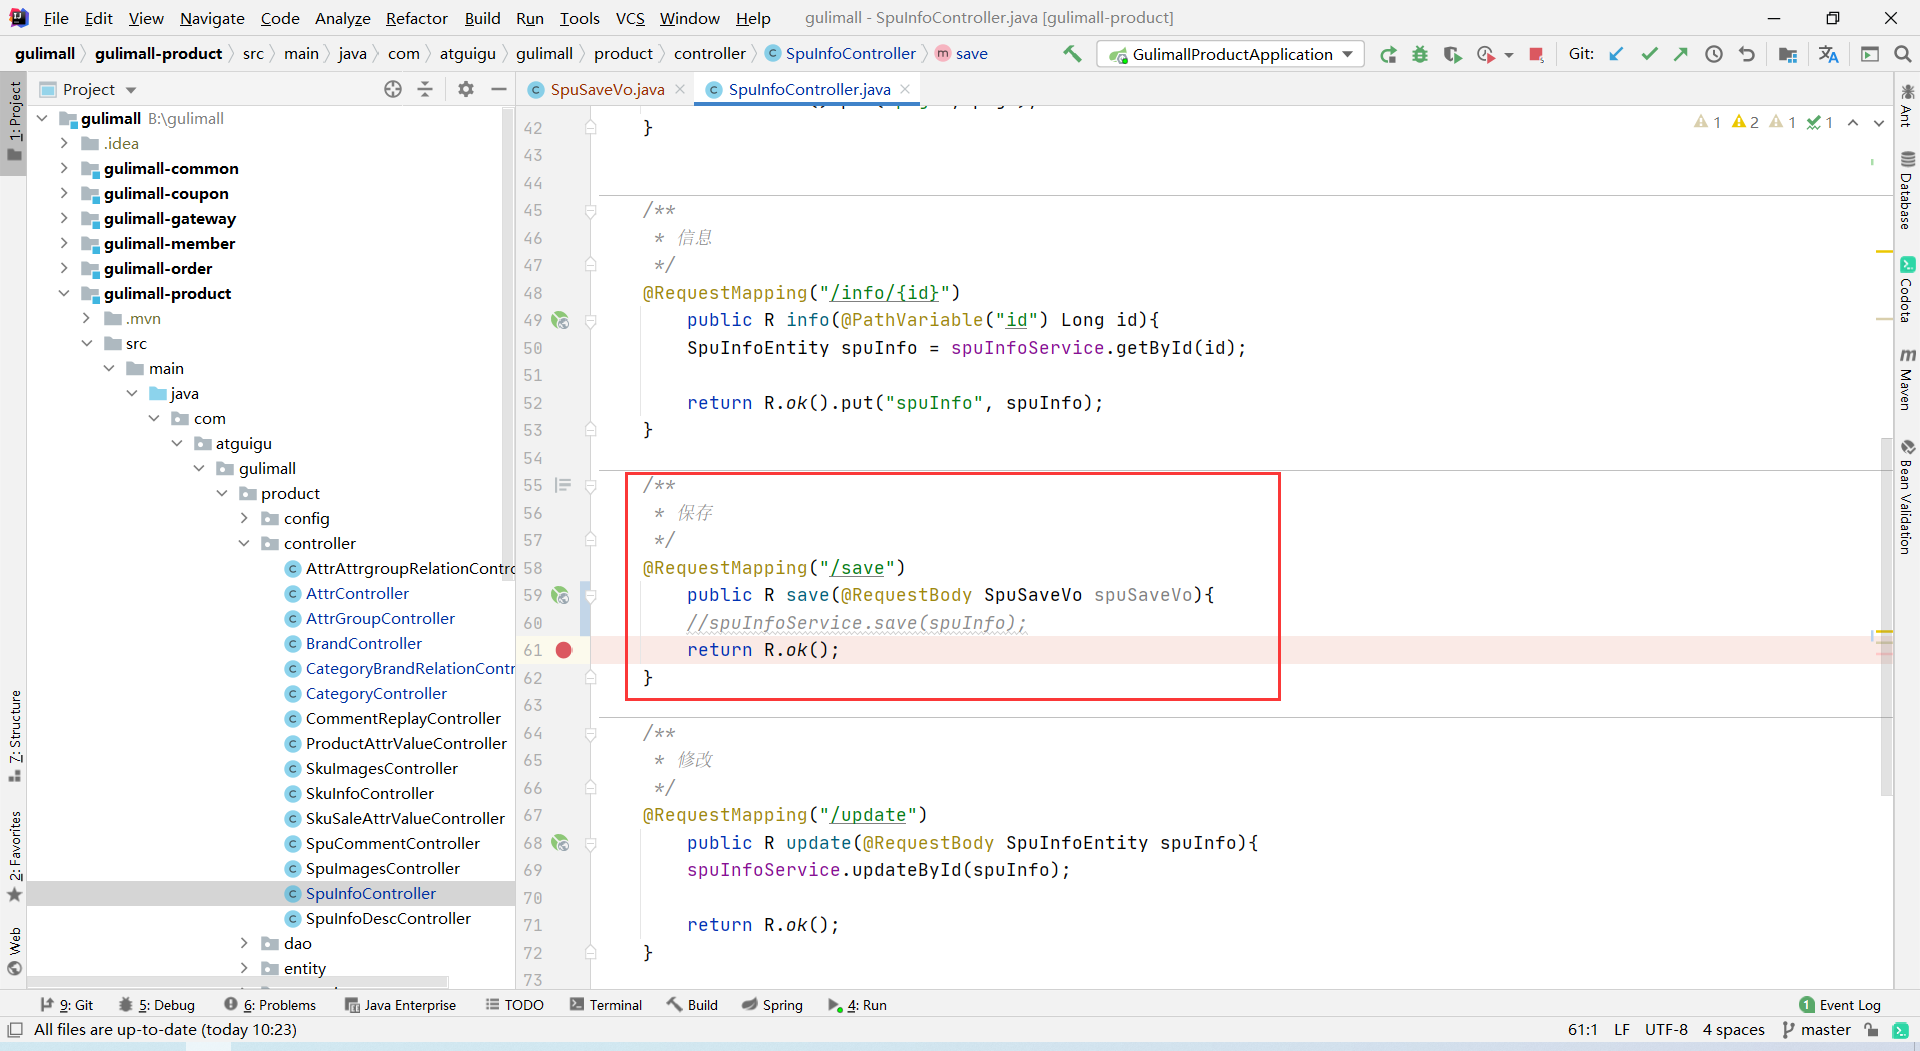 File Edit View Navigate Code Analyze Refactor Build Run Tools VCS Window Help gulimall - SpuInfoController.java [gulimall-product]
gulimall gulimall-product src main java com atguigu gulimall product controller SpuInfoController save GulimallProductApplication Git:
Project
SpuSaveVo.java SpuInfoController.java
1: Project
7: Structure
2: Favorites
Web
gulimall B:\gulimall
.idea
gulimall-common
gulimall-coupon
gulimall-gateway
gulimall-member
gulimall-order
gulimall-product
.mvn
src
main
java
com
atguigu
gulimall
product
config
controller
AttrAttrgroupRelationContro
AttrController
AttrGroupController
BrandController
CategoryBrandRelationContr
CategoryController
CommentReplayController
ProductAttrValueController
SkuImagesController
SkuInfoController
SkuSaleAttrValueController
SpuCommentController
SpuImagesController
SpuInfoController
SpuInfoDescController
dao
entity
1 2 1 1
42 }
43
44
45 /**
46 * 信息
47 */
48 @RequestMapping("/info/{id}")
49 public R info(@PathVariable("id") Long id){
50 SpuInfoEntity spuInfo = spuInfoService.getById(id);
51
52 return R.ok().put("spuInfo", spuInfo);
53 }
54
55 /**
56 * 保存
57 */
58 @RequestMapping("/save")
59 public R save(@RequestBody SpuSaveVo spuSaveVo){
60 //spuInfoService.save(spuInfo);
61 return R.ok();
62 }
63
64 /**
65 * 修改
66 */
67 @RequestMapping("/update")
68 public R update(@RequestBody SpuInfoEntity spuInfo){
69 spuInfoService.updateById(spuInfo);
70
71 return R.ok();
72 }
73
Ant
Database
Codota
Maven
Bean Validation
9: Git 5: Debug 6: Problems Java Enterprise TODO Terminal Build Spring 4: Run 1 Event Log
All files are up-to-date (today 10:23) 61:1 LF UTF-8 4 spaces master